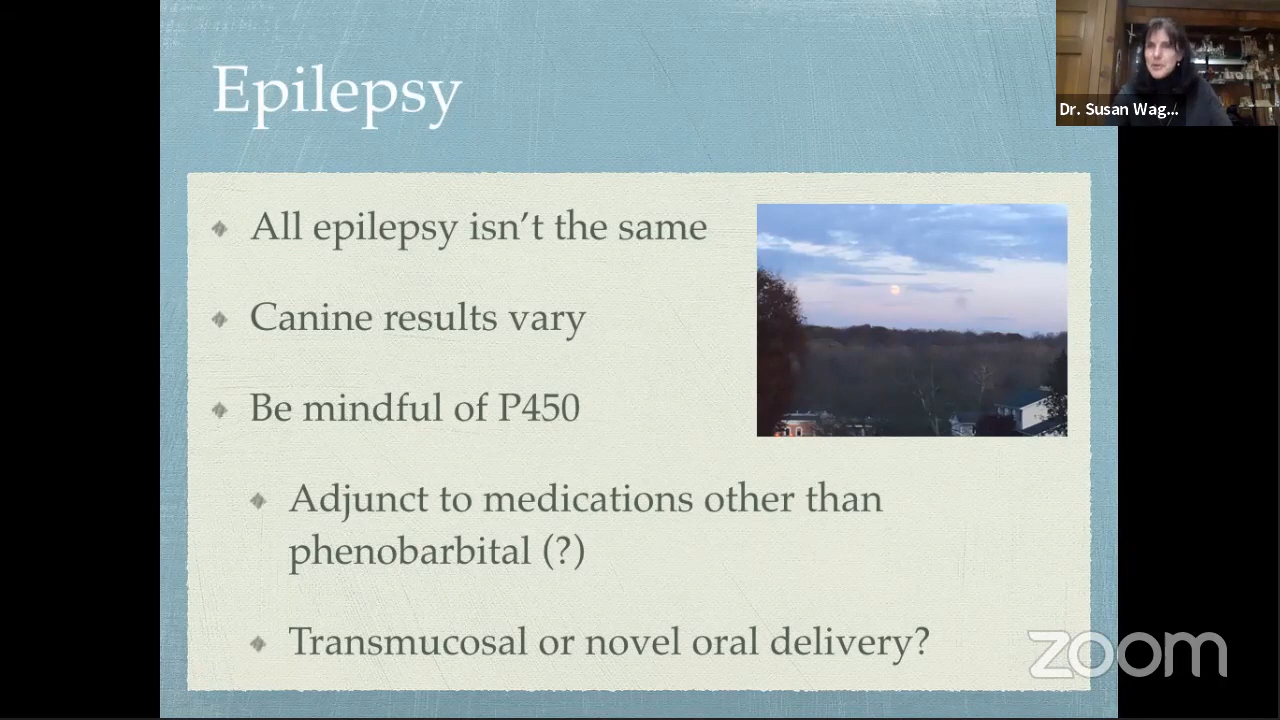 Epilepsy
Dr. Susan Wag...
All epilepsy isn’t the same
Canine results vary
Be mindful of P450
Adjunct to medications other than
phenobarbital (?)
Transmucosal or novel oral delivery?
zoom